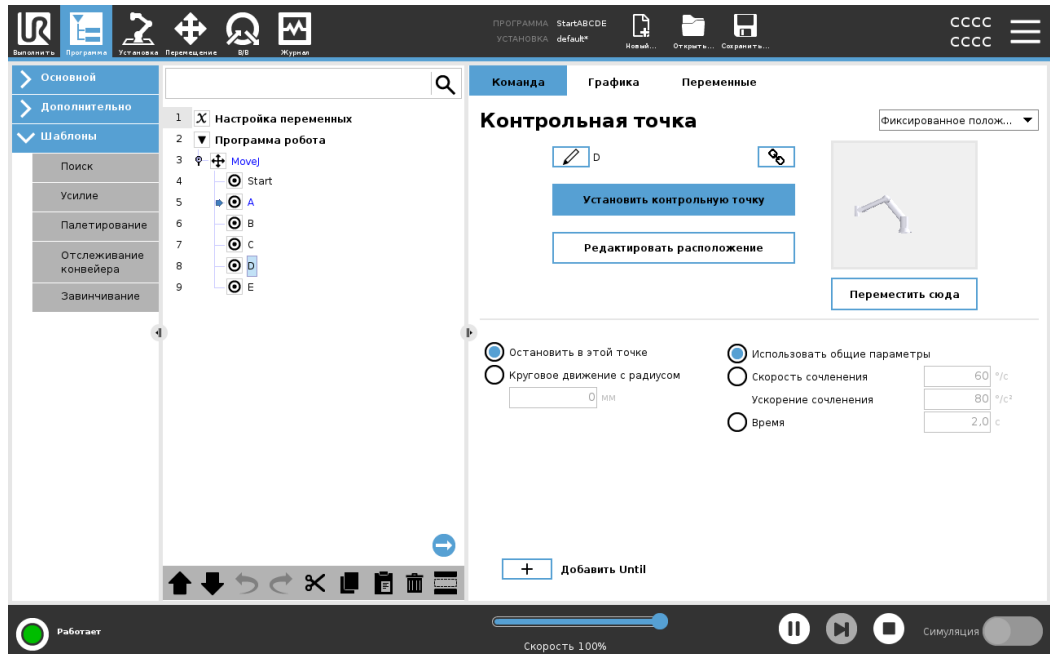 UR
Выполнить
Программа
Установка
Перемещение
В/В
Журнал
ПРОГРАММА StartABCDE
УСТАНОВКА default*
Новый...
Открыть...
Сохранить...
CCCC
CCCC
Основной
Дополнительно
Шаблоны
Поиск
Усилие
Палетирование
Отслеживание
конвейера
Завинчивание
1 X Настройка переменных
2 Программа робота
3 MoveJ
4 Start
5 A
6 B
7 C
8 D
9 E
Команда
Графика
Переменные
Контрольная точка
Фиксированное полож...
D
Установить контрольную точку
Редактировать расположение
Переместить сюда
Остановить в этой точке
Круговое движение с радиусом
0 мм
Использовать общие параметры
Скорость сочленения 60 °/с
Ускорение сочленения 80 °/с²
Время 2,0 с
+ Добавить Until
Работает
Скорость 100%
Симуляция